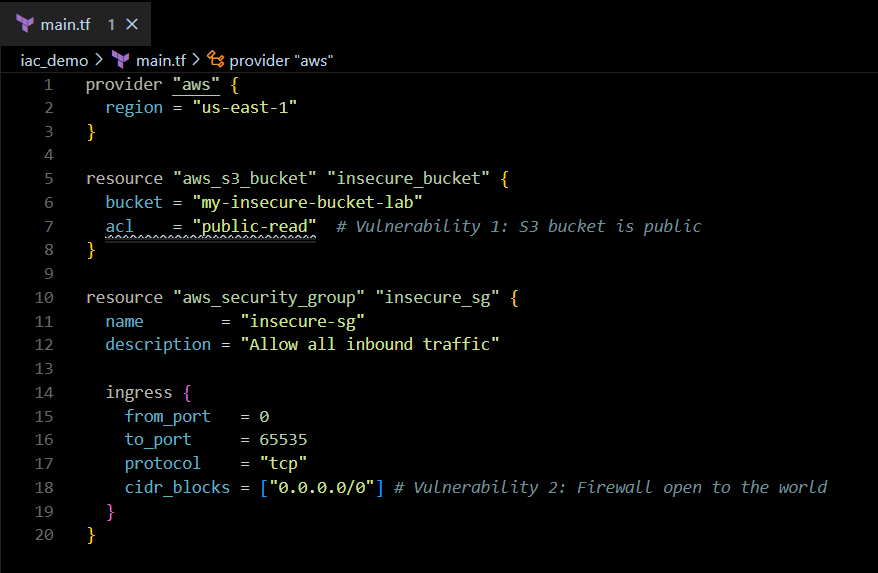 main.tf 1
iac_demo > main.tf > provider "aws"
1 provider "aws" {
2   region = "us-east-1"
3 }
4
5 resource "aws_s3_bucket" "insecure_bucket" {
6   bucket = "my-insecure-bucket-lab"
7   acl    = "public-read"  # Vulnerability 1: S3 bucket is public
8 }
9
10 resource "aws_security_group" "insecure_sg" {
11   name        = "insecure-sg"
12   description = "Allow all inbound traffic"
13
14   ingress {
15     from_port   = 0
16     to_port     = 65535
17     protocol    = "tcp"
18     cidr_blocks = ["0.0.0.0/0"] # Vulnerability 2: Firewall open to the world
19   }
20 }